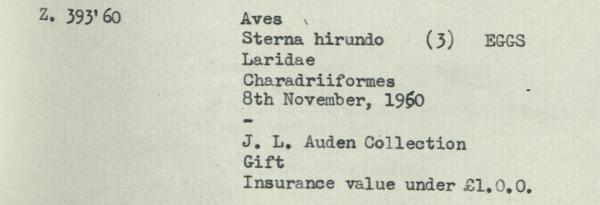 Z. 393'60 Aves
Sterna hirundo (3) EGGS
Laridae
Charadriiformes
8th November, 1960
-
J. L. Auden Collection
Gift
Insurance value under £1.0.0.